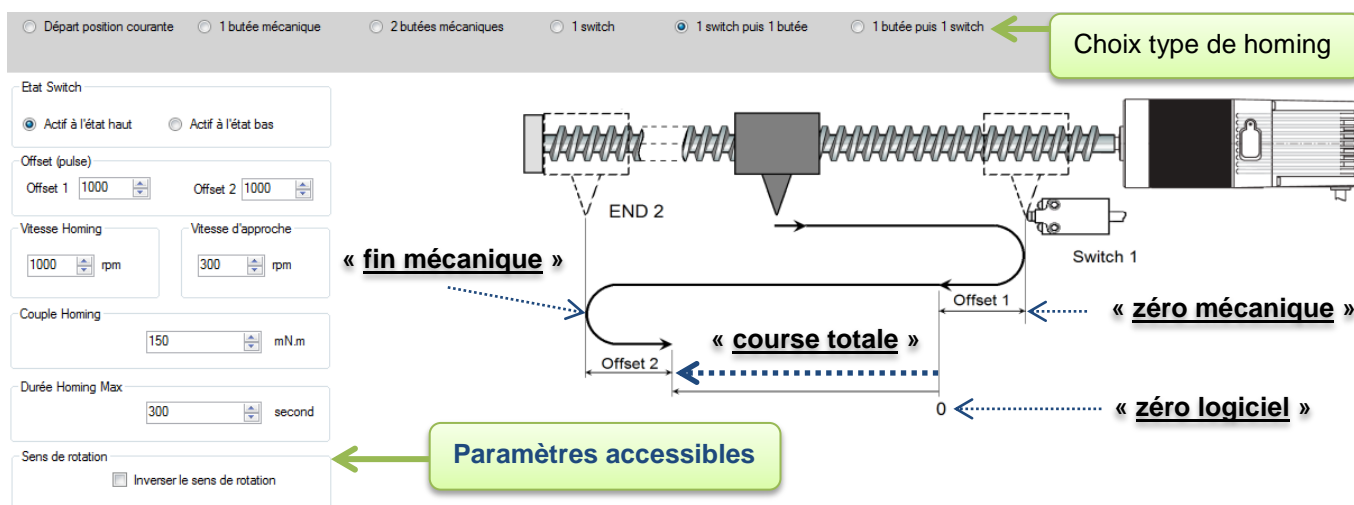 Départ position courante 1 butée mécanique 2 butées mécaniques 1 switch 1 switch puis 1 butée 1 butée puis 1 switch
Choix type de homing
Etat Switch
Actif à l'état haut Actif à l'état bas
Offset (pulse)
Offset 1 1000 Offset 2 1000
Vitesse Homing Vitesse d'approche
1000 rpm 300 rpm
Couple Homing
150 mN.m
Durée Homing Max
300 second
Sens de rotation
Inverser le sens de rotation
END 2
Switch 1
« fin mécanique »
Offset 1
« zéro mécanique »
« course totale »
Offset 2
0
« zéro logiciel »
Paramètres accessibles